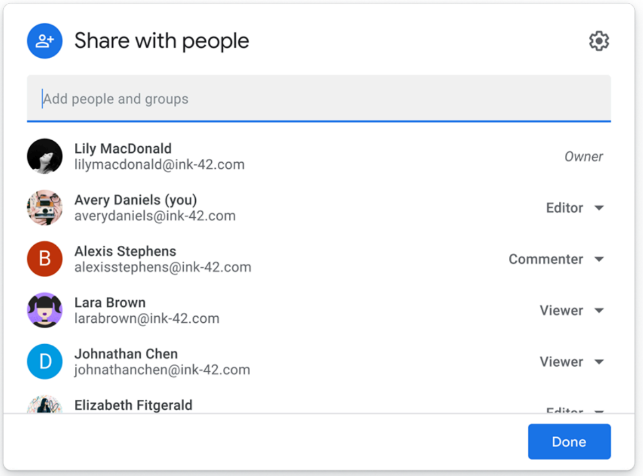 Share with people
Add people and groups
Lily MacDonald
lilymacdonald@ink-42.com
Owner
Avery Daniels (you)
averydaniels@ink-42.com
Editor
B
Alexis Stephens
alexisstephens@ink-42.com
Commenter
Lara Brown
larabrown@ink-42.com
Viewer
D
Johnathan Chen
johnathanchen@ink-42.com
Viewer
Elizabeth Fitgerald
Editor
Done